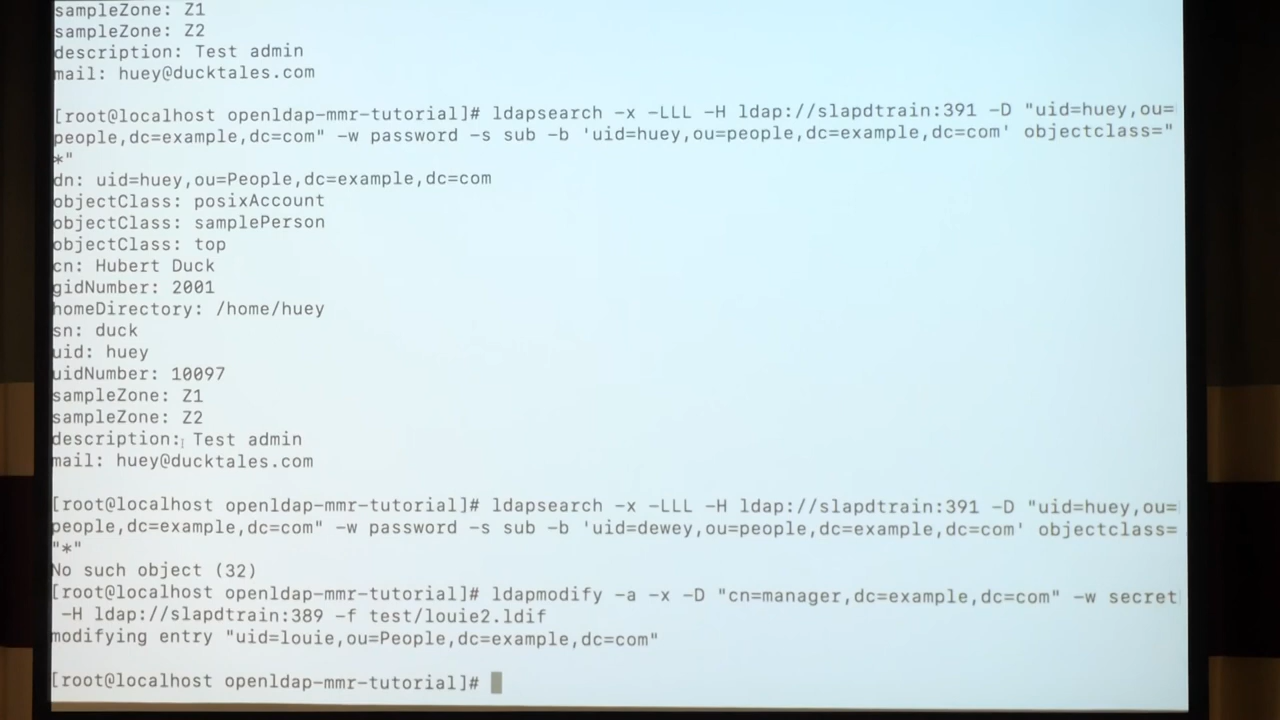 sampleZone: Z1
sampleZone: Z2
description: Test admin
mail: huey@ducktales.com
[root@localhost openldap-mmr-tutorial]# ldapsearch -x -LLL -H ldap://slapdtrain:391 -D "uid=huey,ou=
people,dc=example,dc=com" -w password -s sub -b 'uid=huey,ou=people,dc=example,dc=com' objectclass="
*"
dn: uid=huey,ou=People,dc=example,dc=com
objectClass: posixAccount
objectClass: samplePerson
objectClass: top
cn: Hubert Duck
gidNumber: 2001
homeDirectory: /home/huey
sn: duck
uid: huey
uidNumber: 10097
sampleZone: Z1
sampleZone: Z2
description: Test admin
mail: huey@ducktales.com
[root@localhost openldap-mmr-tutorial]# ldapsearch -x -LLL -H ldap://slapdtrain:391 -D "uid=huey,ou=
people,dc=example,dc=com" -w password -s sub -b 'uid=dewey,ou=people,dc=example,dc=com' objectclass=
"*"
No such object (32)
[root@localhost openldap-mmr-tutorial]# ldapmodify -a -x -D "cn=manager,dc=example,dc=com" -w secret
-H ldap://slapdtrain:389 -f test/louie2.ldif
modifying entry "uid=louie,ou=People,dc=example,dc=com"
[root@localhost openldap-mmr-tutorial]#